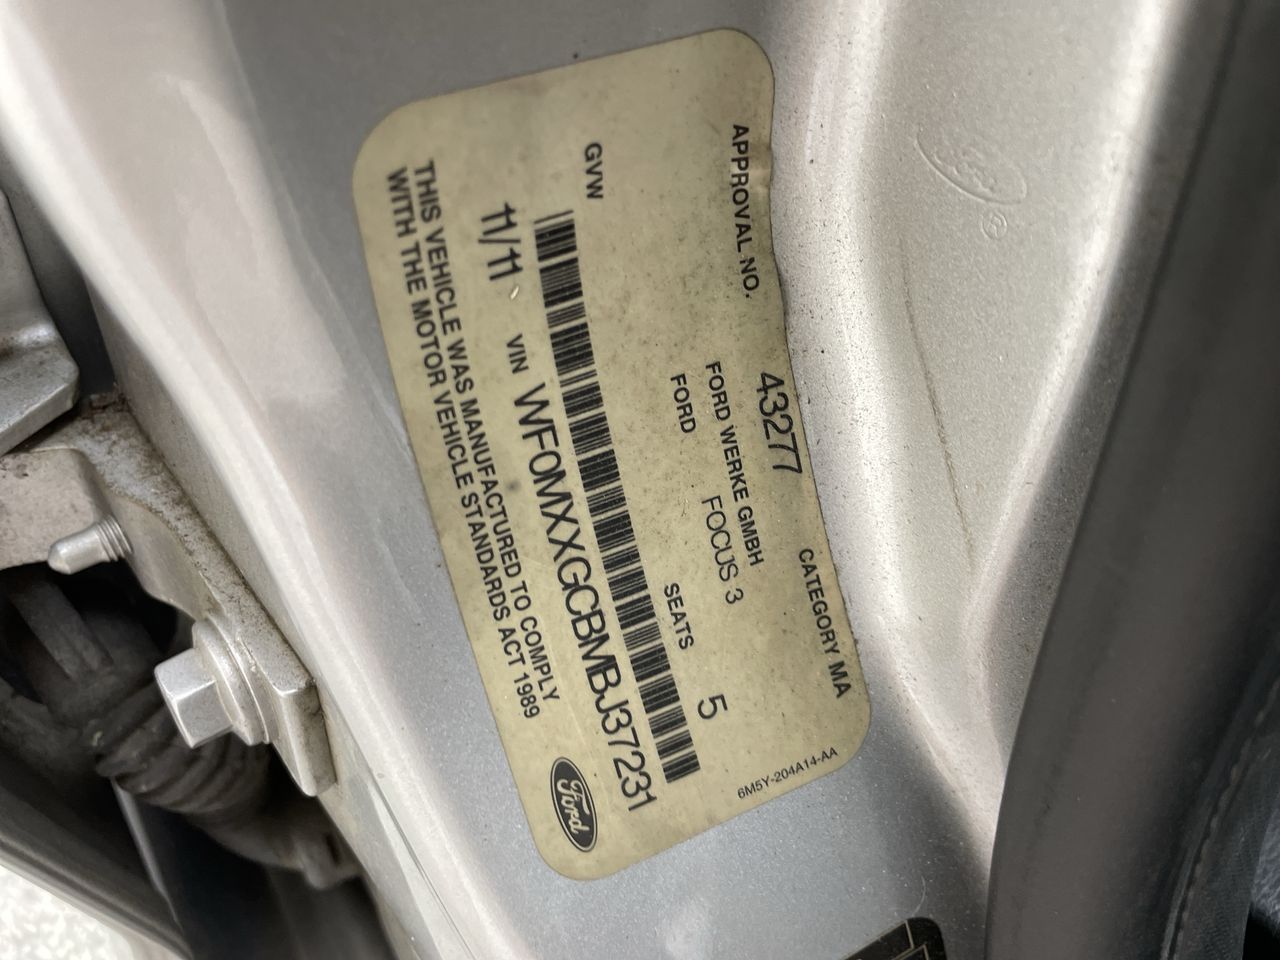 APPROVAL NO. 43277 CATEGORY MA
FORD WERKE GMBH
FORD FOCUS 3
GVW SEATS 5
11/11 VIN WF0MXXGCBMBJ37231
THIS VEHICLE WAS MANUFACTURED TO COMPLY
WITH THE MOTOR VEHICLE STANDARDS ACT 1989
6M5Y-204A14-AA
Ford
Ford ®